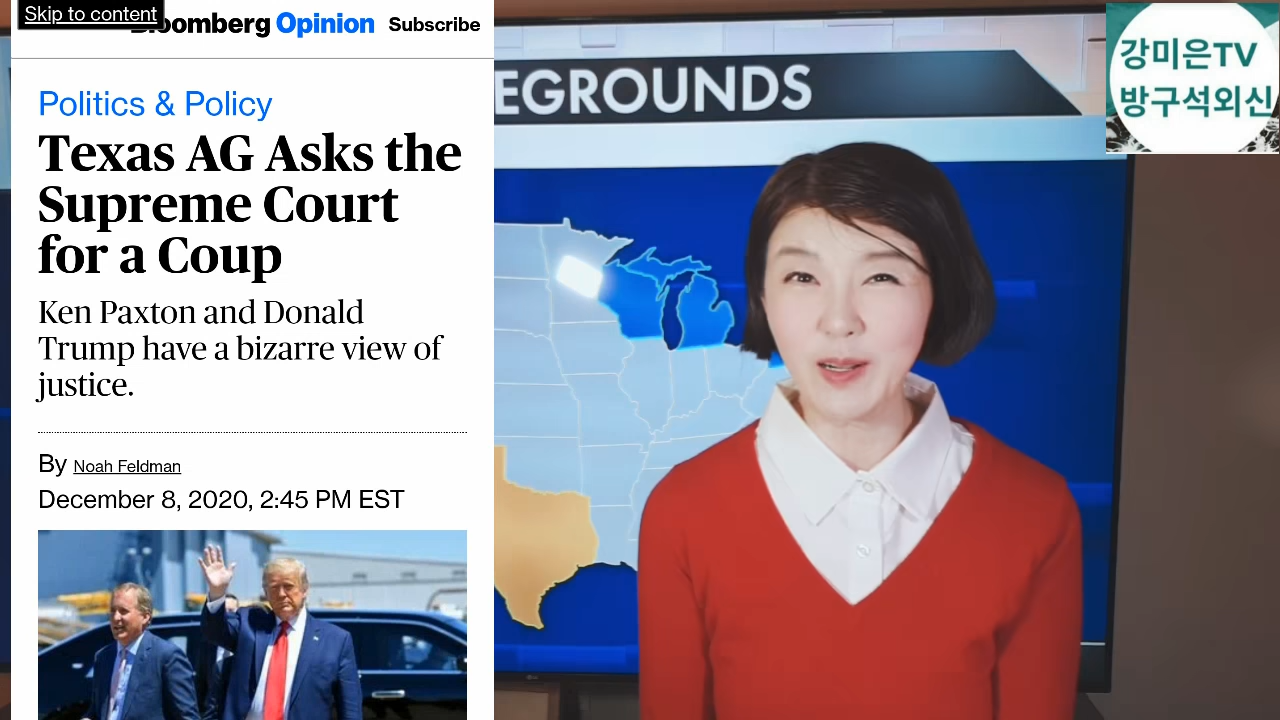 Skip to content
oomberg Opinion
Subscribe
Politics & Policy
Texas AG Asks the
Supreme Court
for a Coup
Ken Paxton and Donald
Trump have a bizarre view of
justice.
By Noah Feldman
December 8, 2020, 2:45 PM EST
EGROUNDS
강미은TV
방구석외신